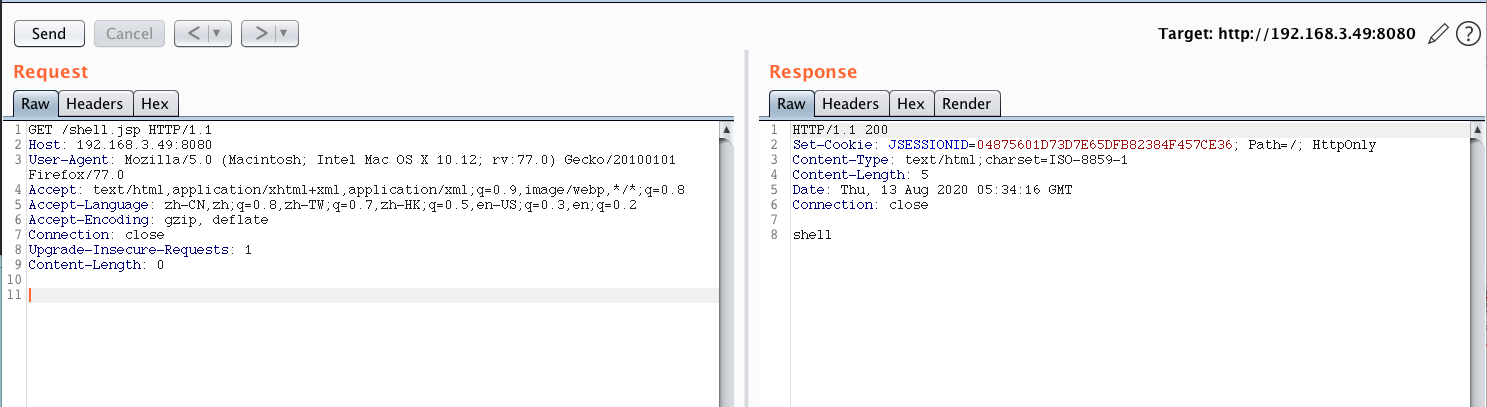 Send Cancel < ▼ > ▼ Target: http://192.168.3.49:8080 ?
Request
Raw Headers Hex
1 GET /shell.jsp HTTP/1.1
2 Host: 192.168.3.49:8080
3 User-Agent: Mozilla/5.0 (Macintosh; Intel Mac OS X 10.12; rv:77.0) Gecko/20100101
Firefox/77.0
4 Accept: text/html,application/xhtml+xml,application/xml;q=0.9,image/webp,*/*;q=0.8
5 Accept-Language: zh-CN,zh;q=0.8,zh-TW;q=0.7,zh-HK;q=0.5,en-US;q=0.3,en;q=0.2
6 Accept-Encoding: gzip, deflate
7 Connection: close
8 Upgrade-Insecure-Requests: 1
9 Content-Length: 0
10
11
Response
Raw Headers Hex Render
1 HTTP/1.1 200
2 Set-Cookie: JSESSIONID=04875601D73D7E65DFB82384F457CE36; Path=/; HttpOnly
3 Content-Type: text/html;charset=ISO-8859-1
4 Content-Length: 5
5 Date: Thu, 13 Aug 2020 05:34:16 GMT
6 Connection: close
7
8 shell